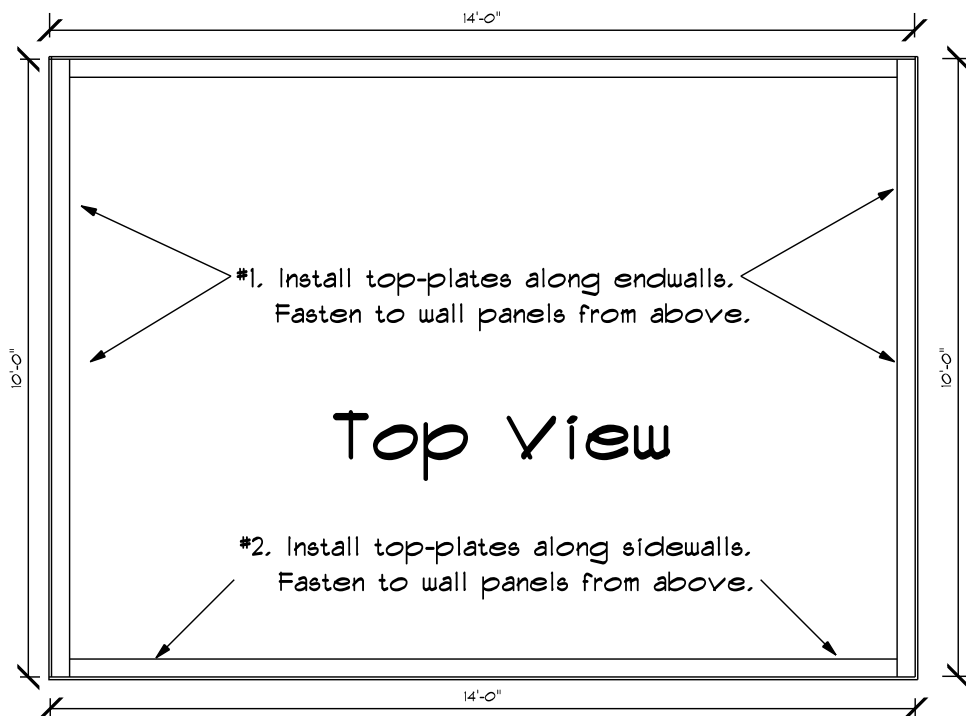 14'-0"
#1. Install top-plates along endwalls.
Fasten to wall panels from above.
10'-0"
10'-0"
Top View
#2. Install top-plates along sidewalls.
Fasten to wall panels from above.
14'-0"